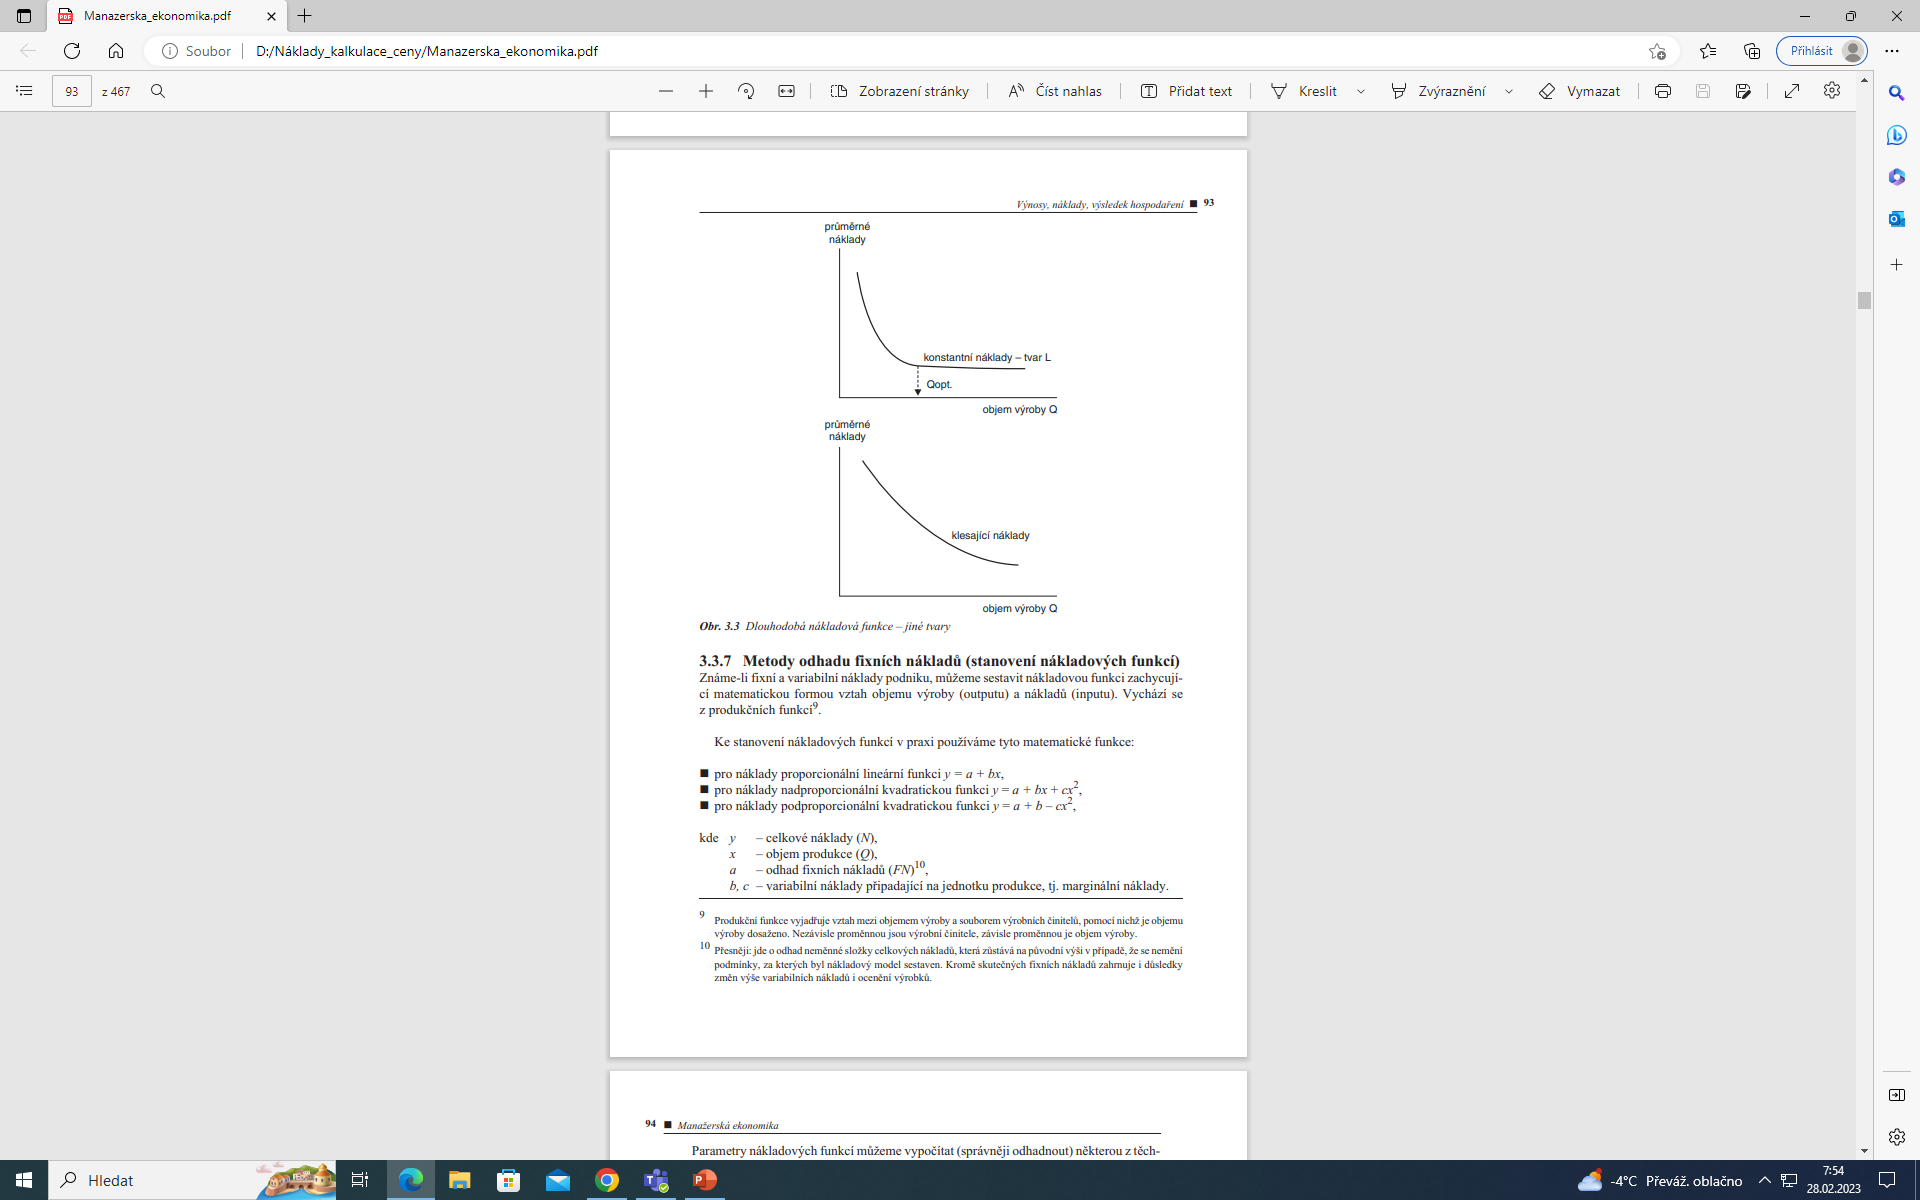 Manazerska_ekonomika.pdf
Soubor
D:/Náklady_kalkulace_ceny/Manazerska_ekonomika.pdf
Přihlásit
93 z 467
Zobrazení stránky
Číst nahlas
Přidat text
Kreslit
Zvýraznění
Vymazat
Výnosy, náklady, výsledek hospodaření ■ 93
průměrné
náklady
konstantní náklady – tvar L
Qopt.
objem výroby Q
průměrné
náklady
klesající náklady
objem výroby Q
Obr. 3.3 Dlouhodobá nákladová funkce – jiné tvary
3.3.7 Metody odhadu fixních nákladů (stanovení nákladových funkcí)
Známe-li fixní a variabilní náklady podniku, můžeme sestavit nákladovou funkci zachycují-
cí matematickou formou vztah objemu výroby (outputu) a nákladů (inputu). Vychází se
z produkčních funkcí⁹.
Ke stanovení nákladových funkcí v praxi používáme tyto matematické funkce:
■ pro náklady proporcionální lineární funkci y = a + bx,
■ pro náklady nadproporcionální kvadratickou funkci y = a + bx + cx²,
■ pro náklady podproporcionální kvadratickou funkci y = a + b – cx²,
kde y – celkové náklady (N),
x – objem produkce (Q),
a – odhad fixních nákladů (FN)¹⁰,
b, c – variabilní náklady připadající na jednotku produkce, tj. marginální náklady.
9 Produkční funkce vyjadřuje vztah mezi objemem výroby a souborem výrobních činitelů, pomocí nichž je objemu
výroby dosaženo. Nezávisle proměnnou jsou výrobní činitele, závisle proměnnou je objem výroby.
10 Přesněji: jde o odhad neměnné složky celkových nákladů, která zůstává na původní výši v případě, že se nemění
podmínky, za kterých byl nákladový model sestaven. Kromě skutečných fixních nákladů zahrnuje i důsledky
změn výše variabilních nákladů i ocenění výrobků.
94 ■ Manažerská ekonomika
Parametry nákladových funkcí můžeme vypočítat (správněji odhadnout) některou z těch-
Hledat
-4°C Převáž. oblačno
7:54
28.02.2023